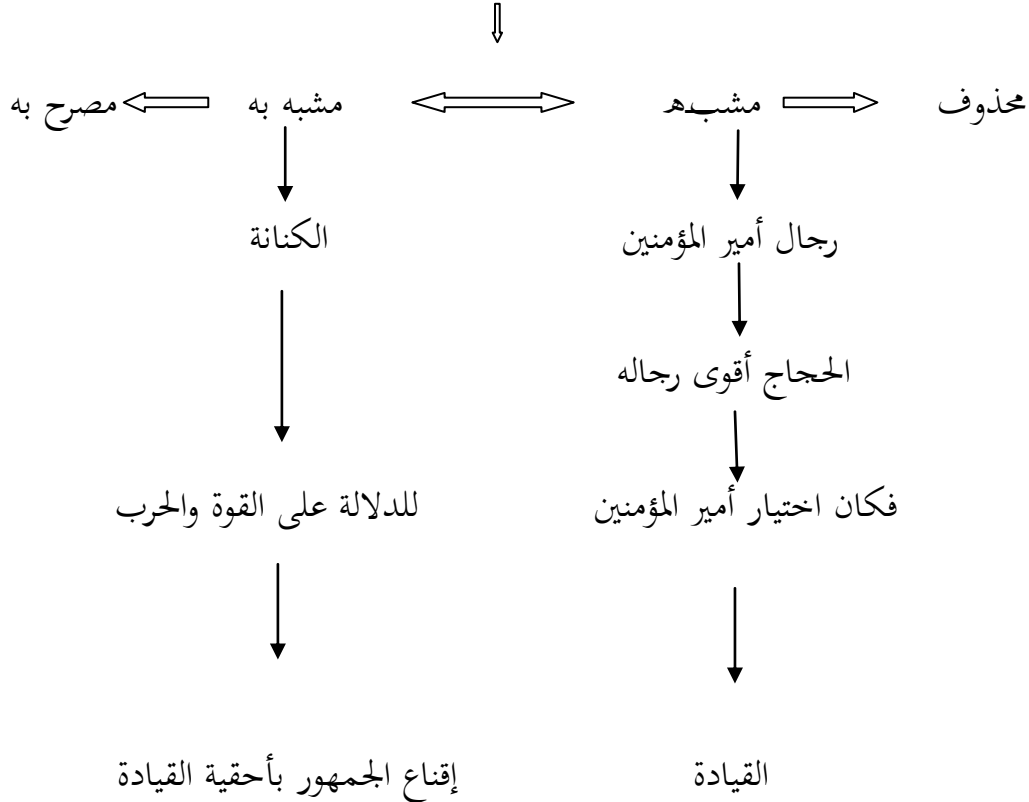 محذوف مشبـه مشبه به مصرح به
رجال أمير المؤمنين الكنانة
الحجاج أقوى رجاله
فكان اختيار أمير المؤمنين للدلالة على القوة والحرب
القيادة إقناع الجمهور بأحقية القيادة